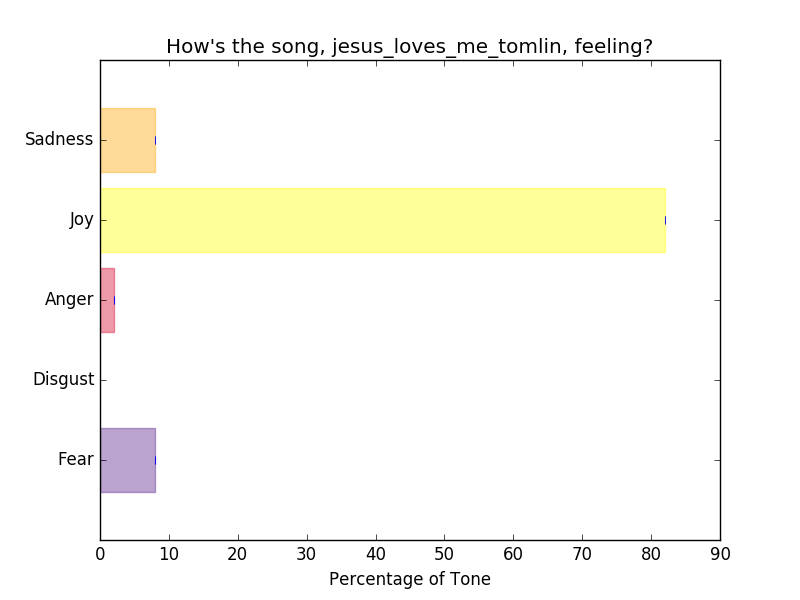 How's the song, jesus_loves_me_tomlin, feeling?
Sadness
Joy
Anger
Disgust
Fear
0 10 20 30 40 50 60 70 80 90
Percentage of Tone